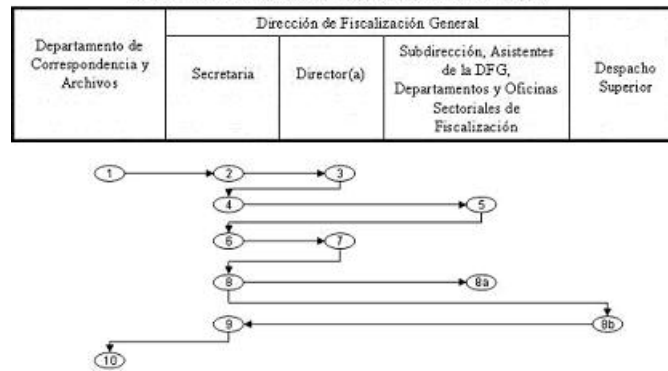 Dirección de Fiscalización General
Departamento de
Correspondencia y
Archivos
Secretaria
Director(a)
Subdirección, Asistentes
de la DFG,
Departamentos y Oficinas
Sectoriales de
Fiscalización
Despacho
Superior
1
2
3
4
5
6
7
8
8a
8b
9
10